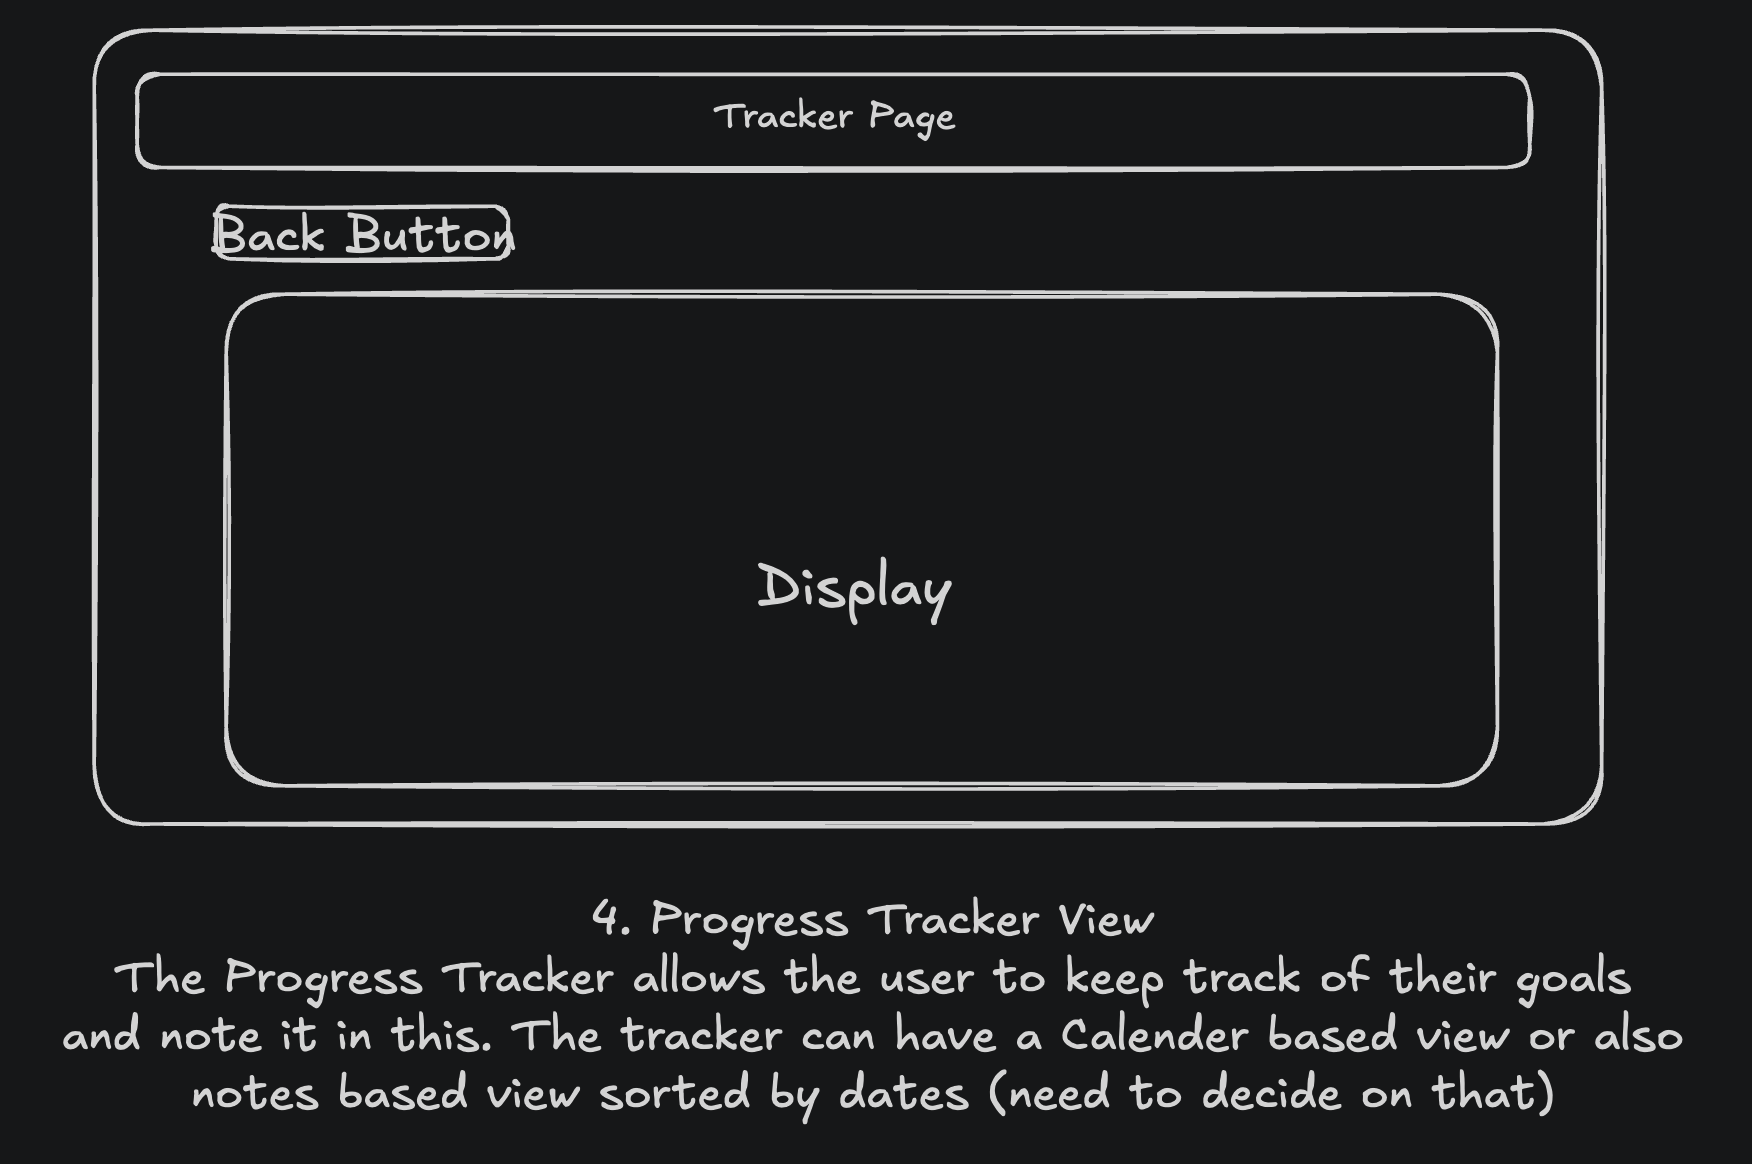 Tracker Page
Back Button
Display
4. Progress Tracker View
The Progress Tracker allows the user to keep track of their goals
and note it in this. The tracker can have a Calender based view or also
notes based view sorted by dates (need to decide on that)